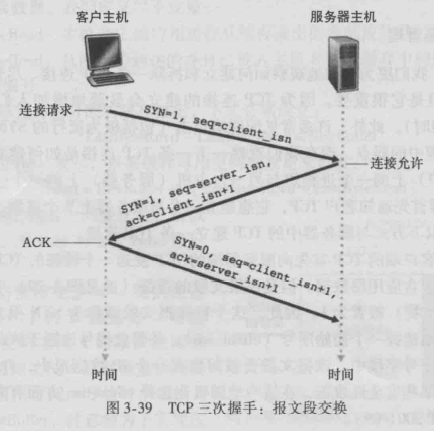 客户主机
服务器主机
连接请求
SYN=1, seq=client_isn
连接允许
SYN=1, seq=server_isn,
ack=client_isn+1
ACK
SYN=0, seq=client_isn+1,
ack=server_isn+1
时间
时间
图 3-39 TCP 三次握手：报文段交换